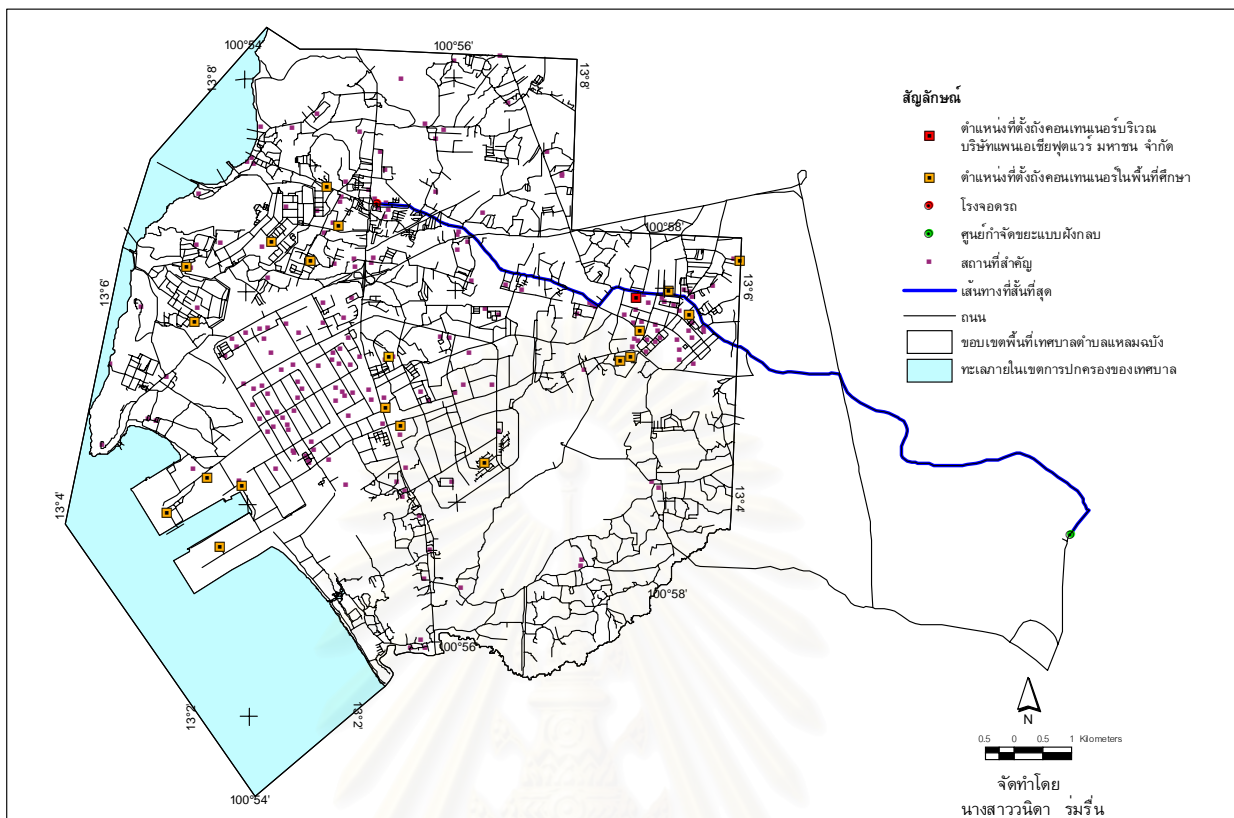 100°54'
100°56'
13°8'
13°8'
สัญลักษณ์
ตำแหน่งที่ตั้งถังคอนเทนเนอร์บริเวณ
บริษัทแพนเอเชียฟุตแวร์ มหาชน จำกัด
ตำแหน่งที่ตั้งถังคอนเทนเนอร์ในพื้นที่ศึกษา
โรงจอดรถ
ศูนย์กำจัดขยะแบบฝังกลบ
สถานที่สำคัญ
เส้นทางที่สั้นที่สุด
ถนน
ขอบเขตพื้นที่เทศบาลตำบลแหลมฉบัง
ทะเลภายในเขตการปกครองของเทศบาล
100°58'
13°6'
13°6'
13°4'
13°4'
100°58'
100°56'
13°2'
13°2'
100°54'
N
0.5 0 0.5 1 Kilometers
จัดทำโดย
นางสาววนิดา ร่มรื่น